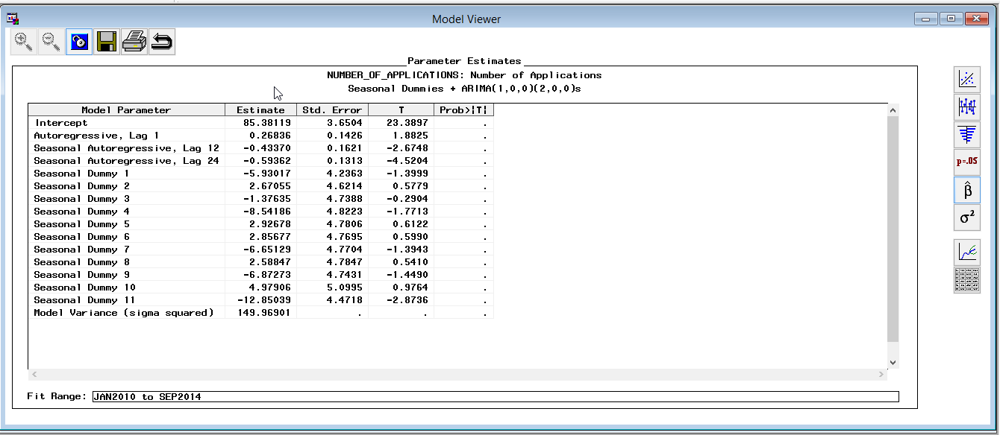 Model Viewer
Parameter Estimates
NUMBER_OF_APPLICATIONS: Number of Applications
Seasonal Dummies + ARIMA(1,0,0)(2,0,0)s
Model Parameter Estimate Std. Error T Prob>|T|
Intercept 85.38119 3.6504 23.3897 .
Autoregressive, Lag 1 0.26836 0.1426 1.8825 .
Seasonal Autoregressive, Lag 12 -0.43370 0.1621 -2.6748 .
Seasonal Autoregressive, Lag 24 -0.59362 0.1313 -4.5204 .
Seasonal Dummy 1 -5.93017 4.2363 -1.3999 .
Seasonal Dummy 2 2.67055 4.6214 0.5779 .
Seasonal Dummy 3 -1.37635 4.7388 -0.2904 .
Seasonal Dummy 4 -8.54186 4.8223 -1.7713 .
Seasonal Dummy 5 2.92678 4.7806 0.6122 .
Seasonal Dummy 6 2.85677 4.7695 0.5990 .
Seasonal Dummy 7 -6.65129 4.7704 -1.3943 .
Seasonal Dummy 8 2.58847 4.7847 0.5410 .
Seasonal Dummy 9 -6.87273 4.7431 -1.4490 .
Seasonal Dummy 10 4.97906 5.0995 0.9764 .
Seasonal Dummy 11 -12.85039 4.4718 -2.8736 .
Model Variance (sigma squared) 149.96901 . . .
Fit Range: JAN2010 to SEP2014
p=.05
β̂
σ²